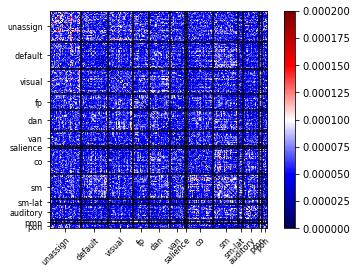 unassign
default
visual
fp
dan
van
salience
co
sm
sm-lat
auditory
pmn
pon
unassign
default
visual
fp
dan
van
salience
co
sm
sm-lat
auditory
0.000200
0.000175
0.000150
0.000125
0.000100
0.000075
0.000050
0.000025
0.000000